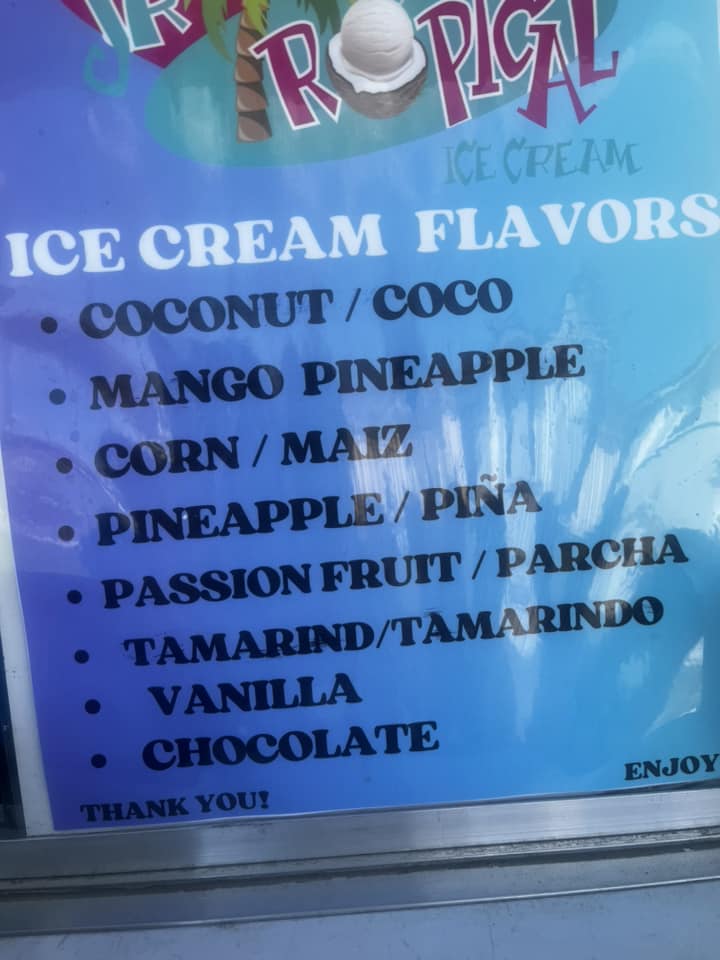 TROPICAL
ICE CREAM
ICE CREAM FLAVORS
• COCONUT / COCO
• MANGO PINEAPPLE
• CORN / MAIZ
• PINEAPPLE / PIÑA
• PASSION FRUIT / PARCHA
• TAMARIND/TAMARINDO
• VANILLA
• CHOCOLATE
ENJOY
THANK YOU!